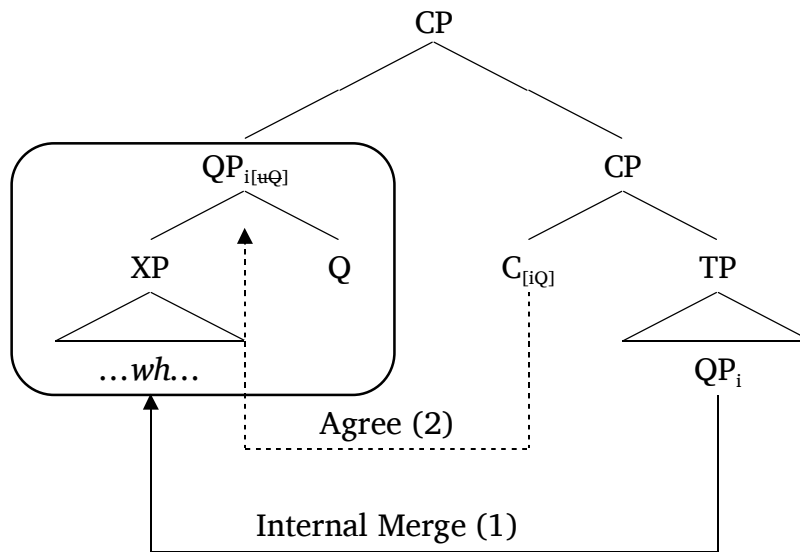 CP
QPi[uQ] CP
XP Q C[iQ] TP
...wh... QPi
Agree (2)
Internal Merge (1)